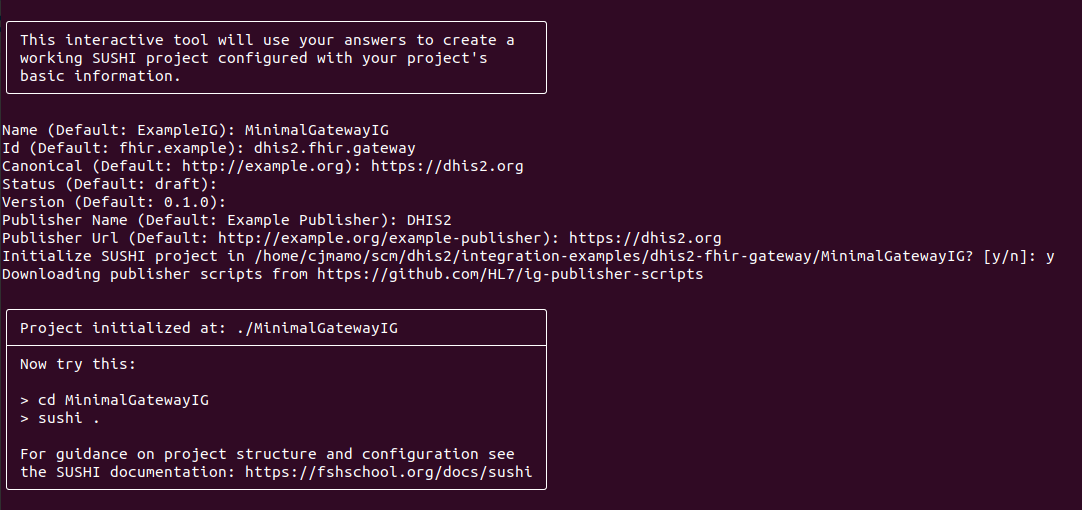 This interactive tool will use your answers to create a
working SUSHI project configured with your project's
basic information.
Name (Default: ExampleIG): MinimalGatewayIG
Id (Default: fhir.example): dhis2.fhir.gateway
Canonical (Default: http://example.org): https://dhis2.org
Status (Default: draft):
Version (Default: 0.1.0):
Publisher Name (Default: Example Publisher): DHIS2
Publisher Url (Default: http://example.org/example-publisher): https://dhis2.org
Initialize SUSHI project in /home/cjmamo/scm/dhis2/integration-examples/dhis2-fhir-gateway/MinimalGatewayIG? [y/n]: y
Downloading publisher scripts from https://github.com/HL7/ig-publisher-scripts
Project initialized at: ./MinimalGatewayIG
Now try this:
> cd MinimalGatewayIG
> sushi .
For guidance on project structure and configuration see
the SUSHI documentation: https://fshschool.org/docs/sushi